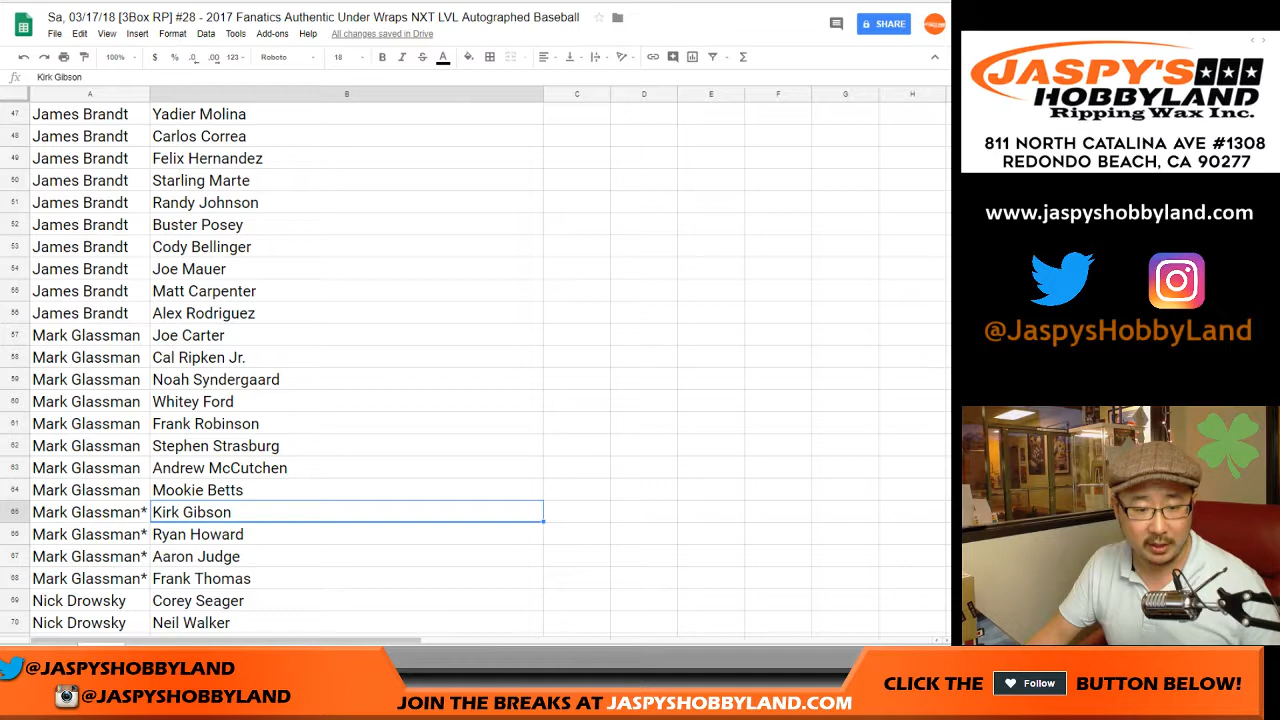 Sa, 03/17/18 [3Box RP] #28 - 2017 Fanatics Authentic Under Wraps NXT LVL Autographed Baseball
File Edit View Insert Format Data Tools Add-ons Help All changes saved in Drive
SHARE
100% $ % .0 .00 123 Roboto 18 B I S A
fx Kirk Gibson
A B C D E F G H
47 James Brandt Yadier Molina
48 James Brandt Carlos Correa
49 James Brandt Felix Hernandez
50 James Brandt Starling Marte
51 James Brandt Randy Johnson
52 James Brandt Buster Posey
53 James Brandt Cody Bellinger
54 James Brandt Joe Mauer
55 James Brandt Matt Carpenter
56 James Brandt Alex Rodriguez
57 Mark Glassman Joe Carter
58 Mark Glassman Cal Ripken Jr.
59 Mark Glassman Noah Syndergaard
60 Mark Glassman Whitey Ford
61 Mark Glassman Frank Robinson
62 Mark Glassman Stephen Strasburg
63 Mark Glassman Andrew McCutchen
64 Mark Glassman Mookie Betts
65 Mark Glassman* Kirk Gibson
66 Mark Glassman* Ryan Howard
67 Mark Glassman* Aaron Judge
68 Mark Glassman* Frank Thomas
69 Nick Drowsky Corey Seager
70 Nick Drowsky Neil Walker
JASPY'S
HOBBYLAND
Ripping Wax Inc.
811 NORTH CATALINA AVE #1308
REDONDO BEACH, CA 90277
www.jaspyshobbyland.com
@JaspysHobbyLand
@JASPYSHOBBYLAND
@JASPYSHOBBYLAND
JOIN THE BREAKS AT JASPYSHOBBYLAND.COM
CLICK THE Follow BUTTON BELOW!